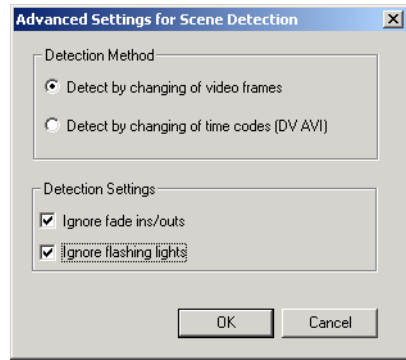 Advanced Settings for Scene Detection
Detection Method
Detect by changing of video frames
Detect by changing of time codes (DV AVI)
Detection Settings
Ignore fade ins/outs
Ignore flashing lights
OK Cancel